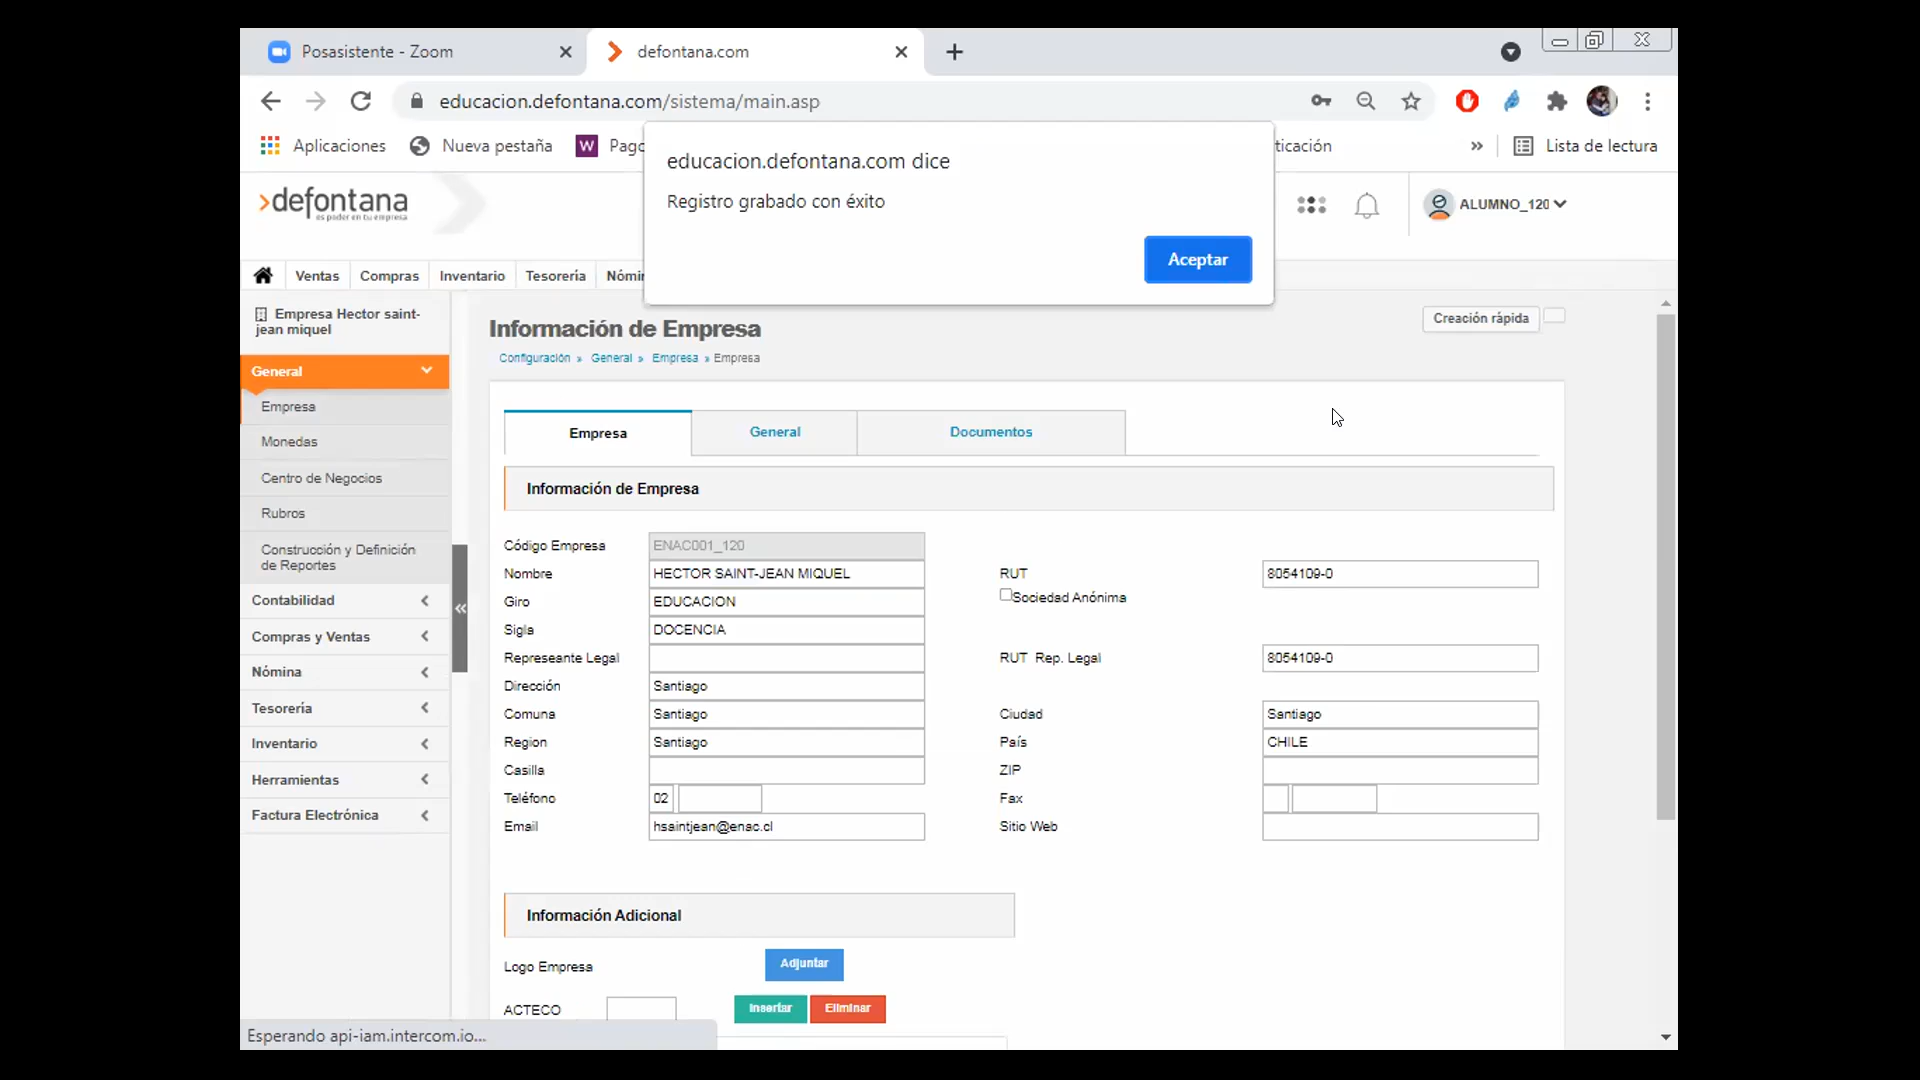 Posasistente - Zoom
defontana.com
educacion.defontana.com/sistema/main.asp
Aplicaciones
Nueva pestaña
W
Pago
ticación
»
Lista de lectura
educacion.defontana.com dice
Registro grabado con éxito
Aceptar
defontana
es poder en tu empresa
ALUMNO_120
Ventas
Compras
Inventario
Tesorería
Nómin
Empresa Hector saint-
jean miquel
General
Empresa
Monedas
Centro de Negocios
Rubros
Construcción y Definición
de Reportes
Contabilidad
Compras y Ventas
Nómina
Tesorería
Inventario
Herramientas
Factura Electrónica
«
Información de Empresa
Creación rápida
Configuración » General » Empresa » Empresa
Empresa
General
Documentos
Información de Empresa
Código Empresa ENAC001_120
Nombre HECTOR SAINT-JEAN MIQUEL RUT 8054109-0
Giro EDUCACION Sociedad Anónima
Sigla DOCENCIA
Represeante Legal RUT Rep. Legal 8054109-0
Dirección Santiago
Comuna Santiago Ciudad Santiago
Region Santiago País CHILE
Casilla ZIP
Teléfono 02 Fax
Email hsaintjean@enac.cl Sitio Web
Información Adicional
Logo Empresa Adjuntar
ACTECO Insertar Eliminar
Esperando api-iam.intercom.io...